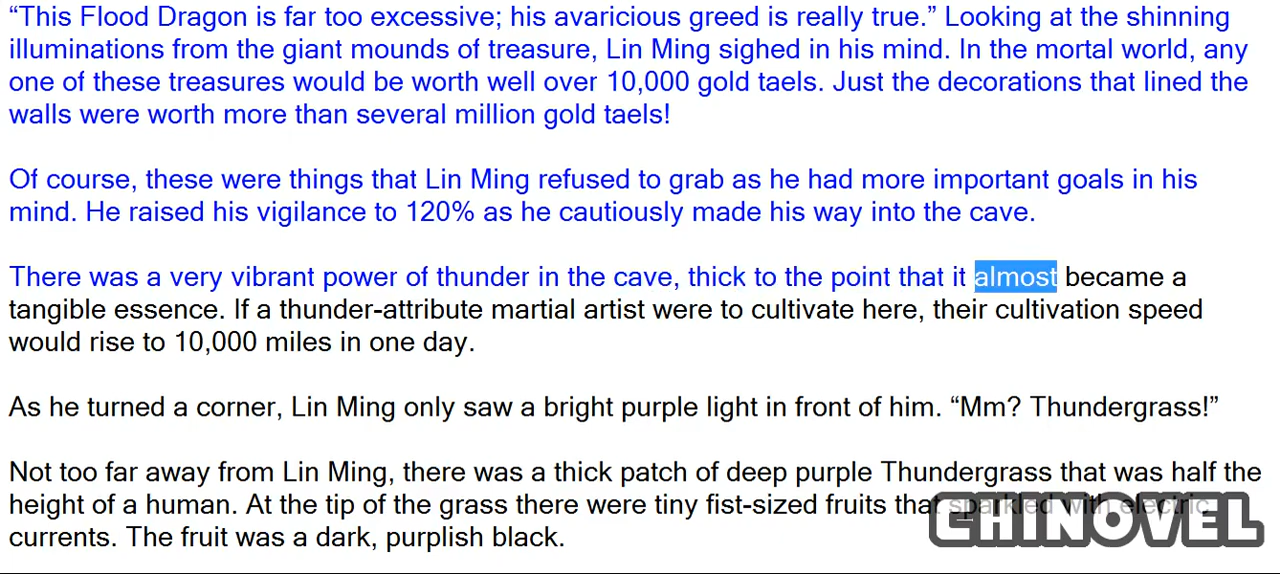 “This Flood Dragon is far too excessive; his avaricious greed is really true.” Looking at the shinning
illuminations from the giant mounds of treasure, Lin Ming sighed in his mind. In the mortal world, any
one of these treasures would be worth well over 10,000 gold taels. Just the decorations that lined the
walls were worth more than several million gold taels!
Of course, these were things that Lin Ming refused to grab as he had more important goals in his
mind. He raised his vigilance to 120% as he cautiously made his way into the cave.
There was a very vibrant power of thunder in the cave, thick to the point that it almost became a
tangible essence. If a thunder-attribute martial artist were to cultivate here, their cultivation speed
would rise to 10,000 miles in one day.
As he turned a corner, Lin Ming only saw a bright purple light in front of him. “Mm? Thundergrass!”
Not too far away from Lin Ming, there was a thick patch of deep purple Thundergrass that was half the
height of a human. At the tip of the grass there were tiny fist-sized fruits that sparkled with electric
currents. The fruit was a dark, purplish black.
CHINOVEL